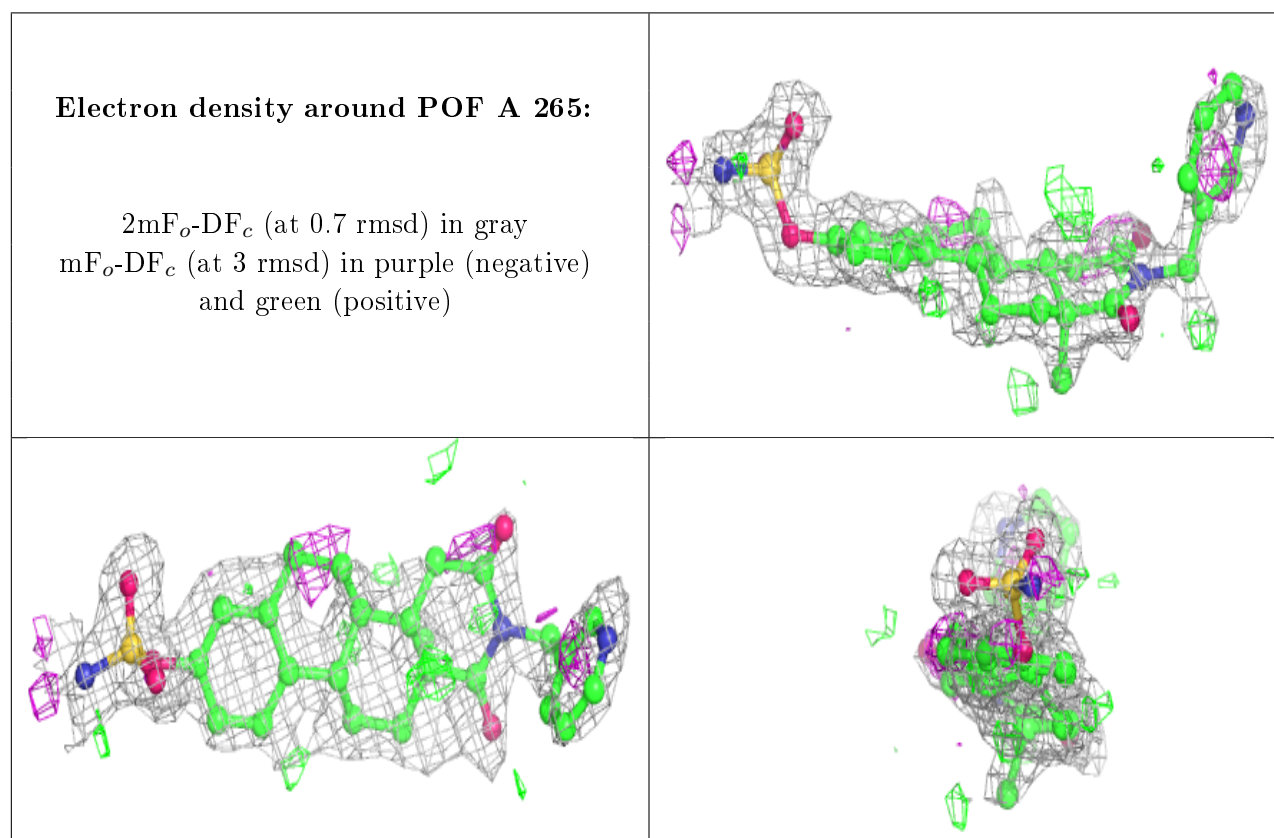 Electron density around POF A 265:
2mFₒ-DF𝒸 (at 0.7 rmsd) in gray
mFₒ-DF𝒸 (at 3 rmsd) in purple (negative)
and green (positive)